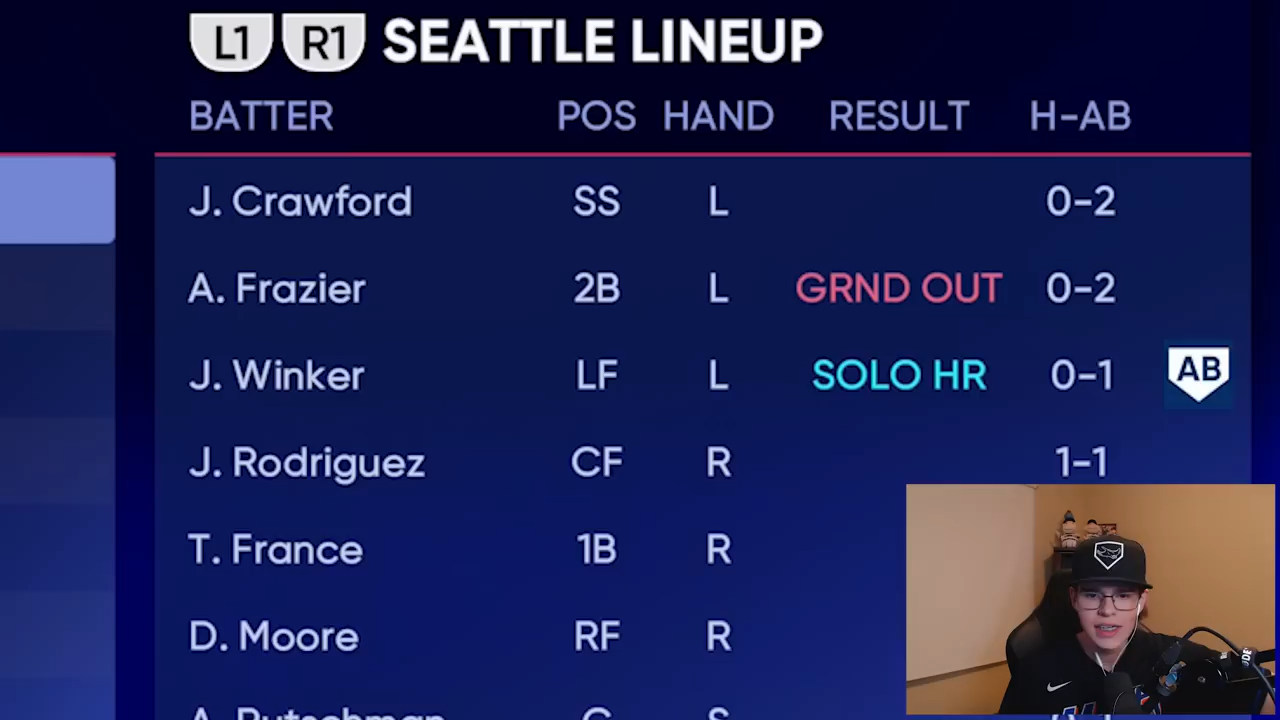 L1 R1 SEATTLE LINEUP
BATTER POS HAND RESULT H-AB
J. Crawford SS L 0-2
A. Frazier 2B L GRND OUT 0-2
J. Winker LF L SOLO HR 0-1 AB
J. Rodriguez CF R 1-1
T. France 1B R
D. Moore RF R
A. Rutschman C S